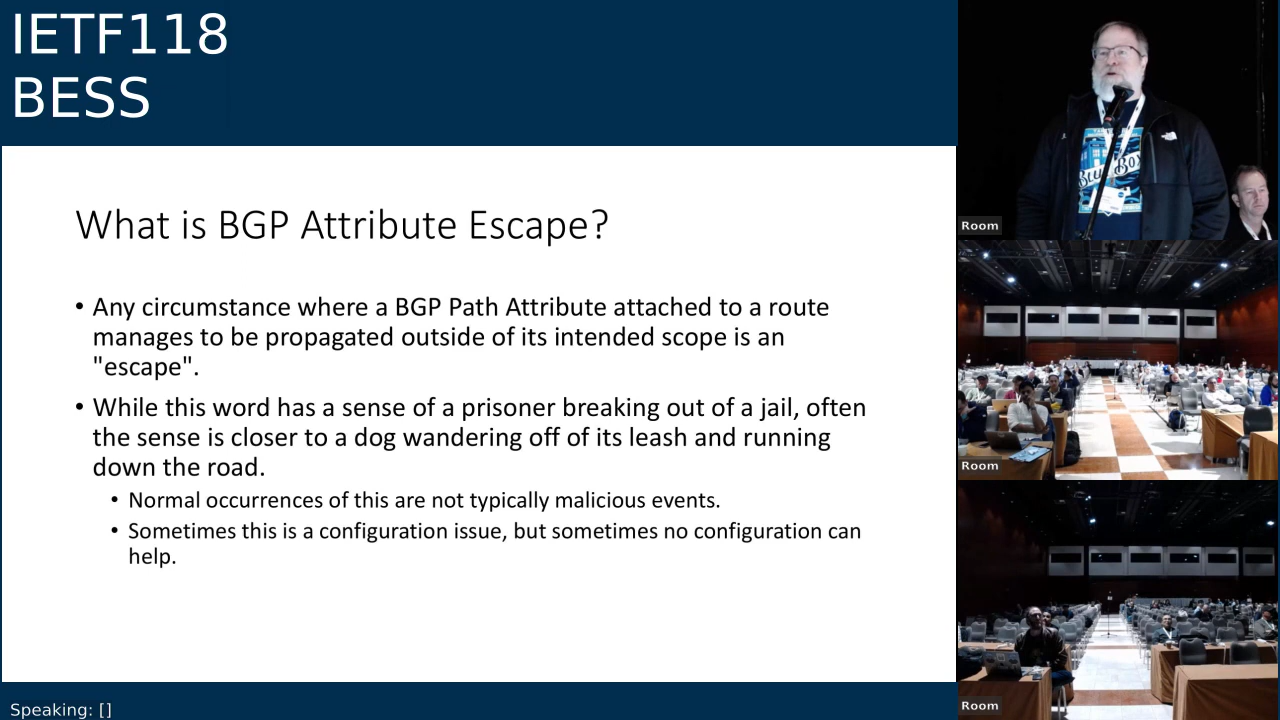 IETF118
BESS
What is BGP Attribute Escape?
• Any circumstance where a BGP Path Attribute attached to a route
manages to be propagated outside of its intended scope is an
"escape".
• While this word has a sense of a prisoner breaking out of a jail, often
the sense is closer to a dog wandering off of its leash and running
down the road.
• Normal occurrences of this are not typically malicious events.
• Sometimes this is a configuration issue, but sometimes no configuration can
help.
Speaking: []
Room
BLUE BOX
Room
Room